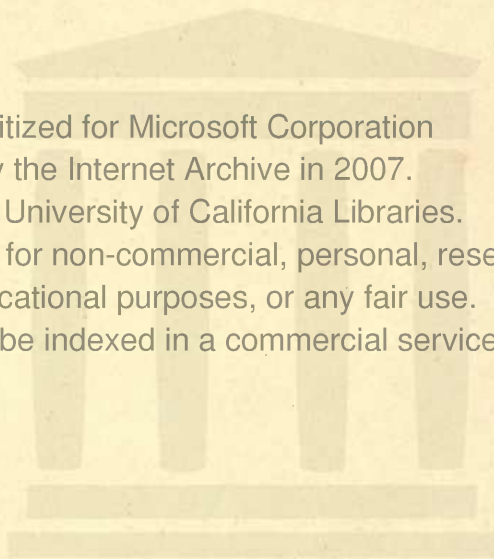 itized for Microsoft Corporation
the Internet Archive in 2007.
University of California Libraries.
for non-commercial, personal, rese
cational purposes, or any fair use.
be indexed in a commercial service